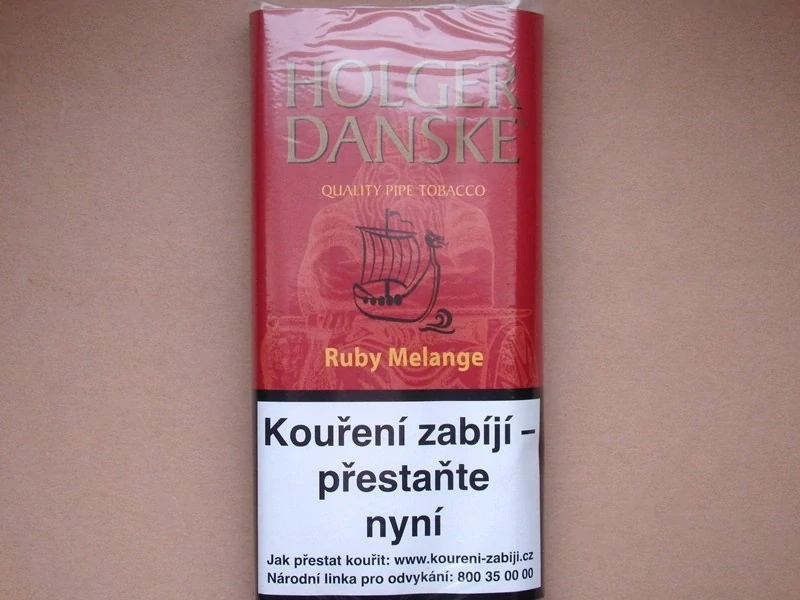 HOLGER
DANSKE™
QUALITY PIPE TOBACCO
Ruby Melange
Kouření zabíjí –
přestaňte
nyní
Jak přestat kouřit: www.koureni-zabiji.cz
Národní linka pro odvykání: 800 35 00 00